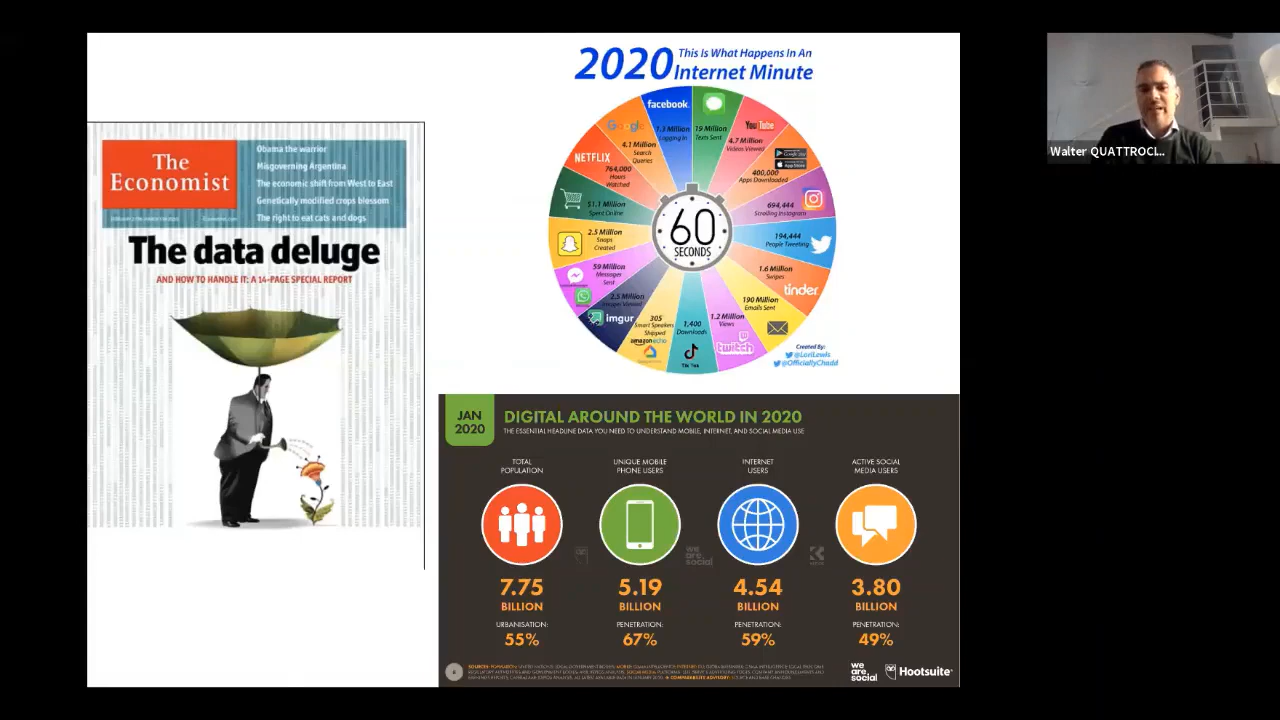 The
Economist
Obama the warrior
Misgoverning Argentina
The economic shift from West to East
Genetically modified crops blossom
The right to eat cats and dogs
The data deluge
AND HOW TO HANDLE IT: A 14-PAGE SPECIAL REPORT
2020 This Is What Happens In An
Internet Minute
facebook.
1.3 Million
Logging In
19 Million
Texts Sent
YouTube
4.7 Million
Videos Viewed
Google Play
App Store
400,000
Apps Downloaded
694,444
Scrolling Instagram
194,444
People Tweeting
1.6 Million
Swipes
tinder
190 Million
Emails Sent
1.2 Million
Views
twitch
1,400
Downloads
Tik Tok
305
Smart Speakers
Shipped
amazon echo
2.5 Million
Images Viewed
imgur
59 Million
Messages
Sent
2.5 Million
Snaps
Created
$1.1 Million
Spent Online
NETFLIX
764,000
Hours
Watched
Google
4.1 Million
Search
Queries
60
SECONDS
Created By:
@LoriLewis
@OfficiallyChadd
JAN
2020
DIGITAL AROUND THE WORLD IN 2020
THE ESSENTIAL HEADLINE DATA YOU NEED TO UNDERSTAND MOBILE, INTERNET, AND SOCIAL MEDIA USE
TOTAL
POPULATION
UNIQUE MOBILE
PHONE USERS
INTERNET
USERS
ACTIVE SOCIAL
MEDIA USERS
we
are
social
7.75
BILLION
5.19
BILLION
4.54
BILLION
3.80
BILLION
URBANISATION:
55%
PENETRATION:
67%
PENETRATION:
59%
PENETRATION:
49%
we
are
social
Hootsuite
Walter QUATTROCI...